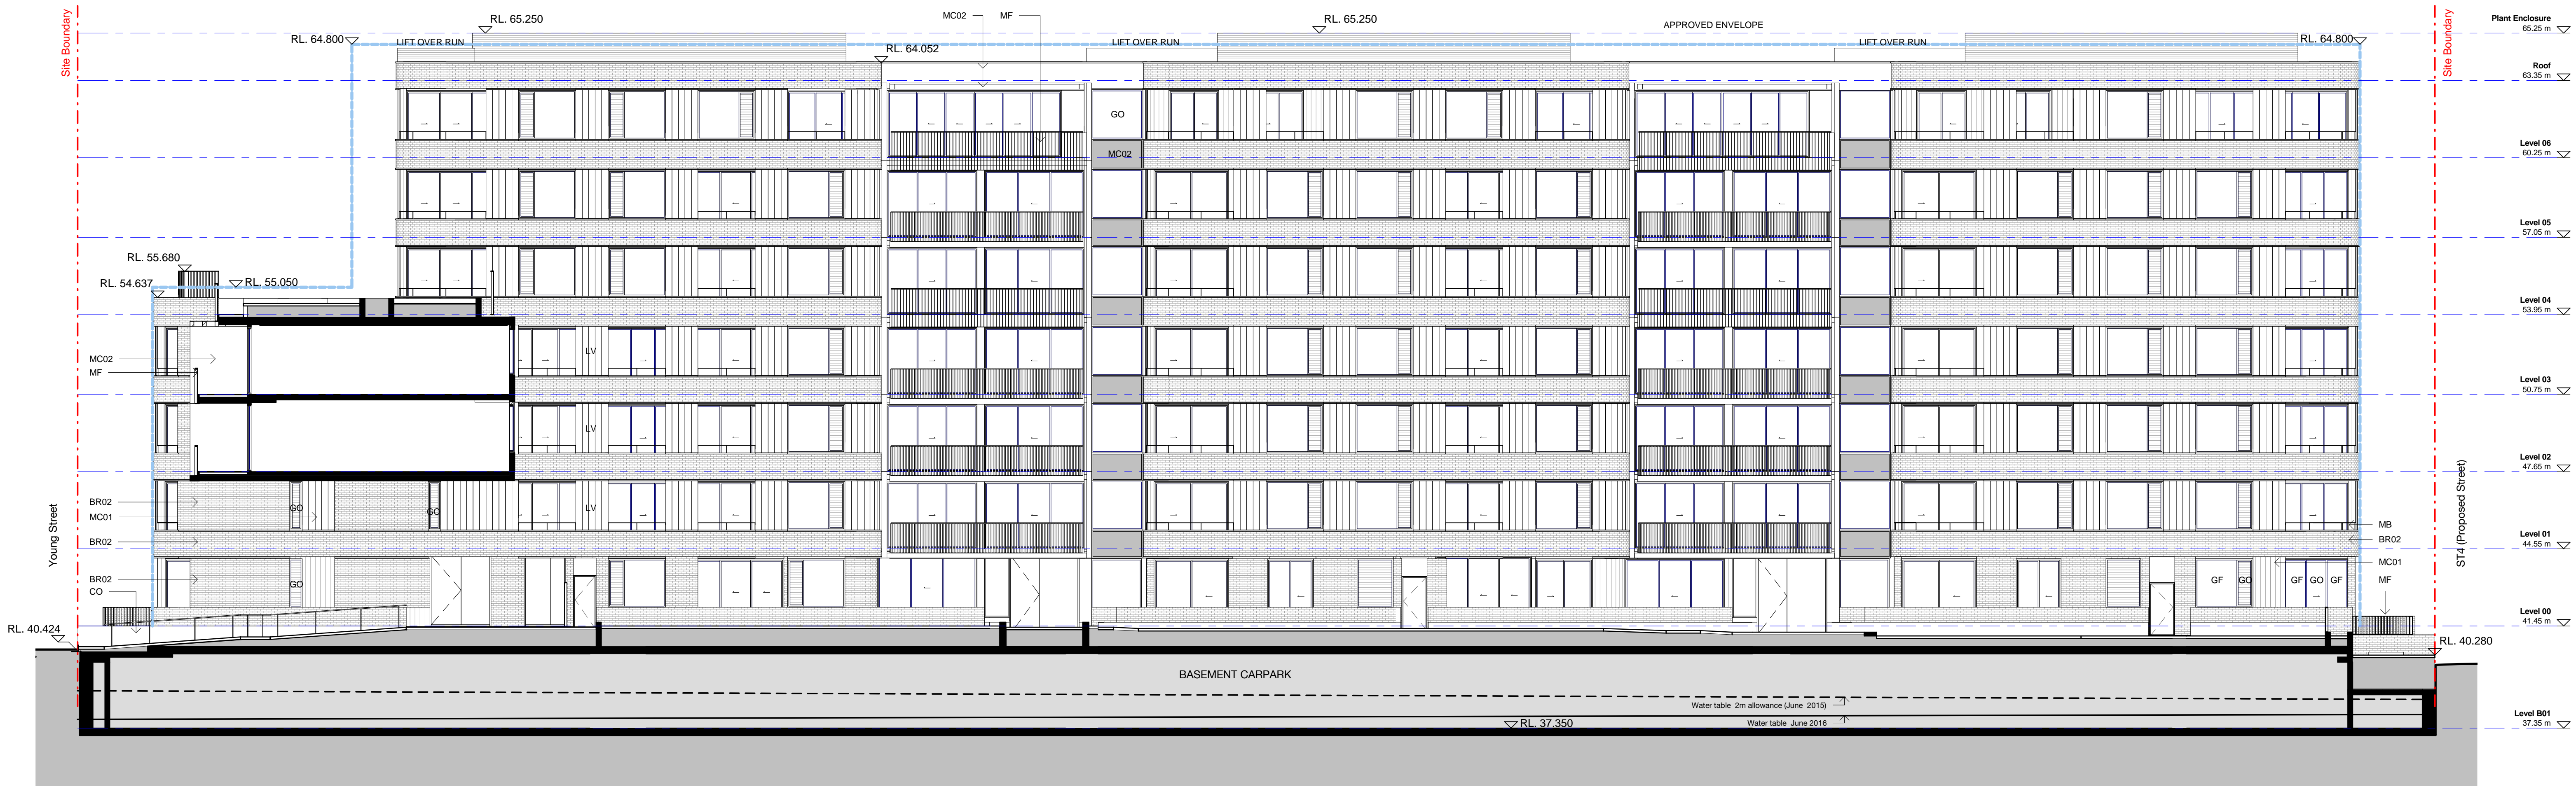 Site Boundary
RL. 65.250
MC02
MF
RL. 65.250
APPROVED ENVELOPE
Site Boundary
Plant Enclosure
65.25 m
RL. 64.800
LIFT OVER RUN
RL. 64.052
LIFT OVER RUN
LIFT OVER RUN
RL. 64.800
Roof
63.35 m
GO
MC02
Level 06
60.25 m
Level 05
57.05 m
RL. 55.680
RL. 54.637
RL. 55.050
Level 04
53.95 m
MC02
MF
LV
Level 03
50.75 m
LV
Level 02
47.65 m
BR02
MC01
GO
GO
LV
BR02
MB
BR02
Level 01
44.55 m
Young Street
ST4 (Proposed Street)
BR02
CO
GO
GF
GO
GF
GO
GF
MC01
MF
Level 00
41.45 m
RL. 40.424
RL. 40.280
BASEMENT CARPARK
Water table 2m allowance (June 2015)
Water table June 2016
RL. 37.350
Level B01
37.35 m